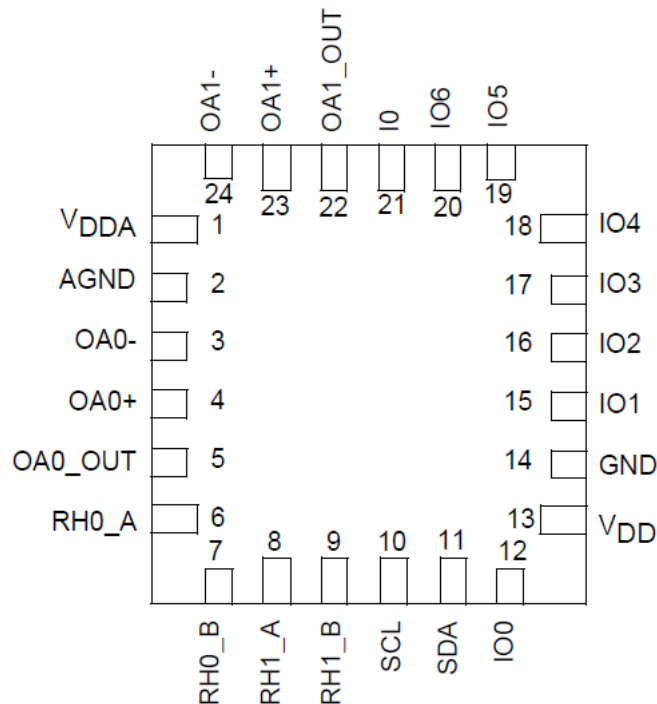 OA1-
OA1+
OA1_OUT
I0
IO6
IO5
24
23
22
21
20
19
VDDA 1
AGND 2
OA0- 3
OA0+ 4
OA0_OUT 5
RH0_A 6
18 IO4
17 IO3
16 IO2
15 IO1
14 GND
13 VDD
7
8
9
10
11
12
RH0_B
RH1_A
RH1_B
SCL
SDA
IO0